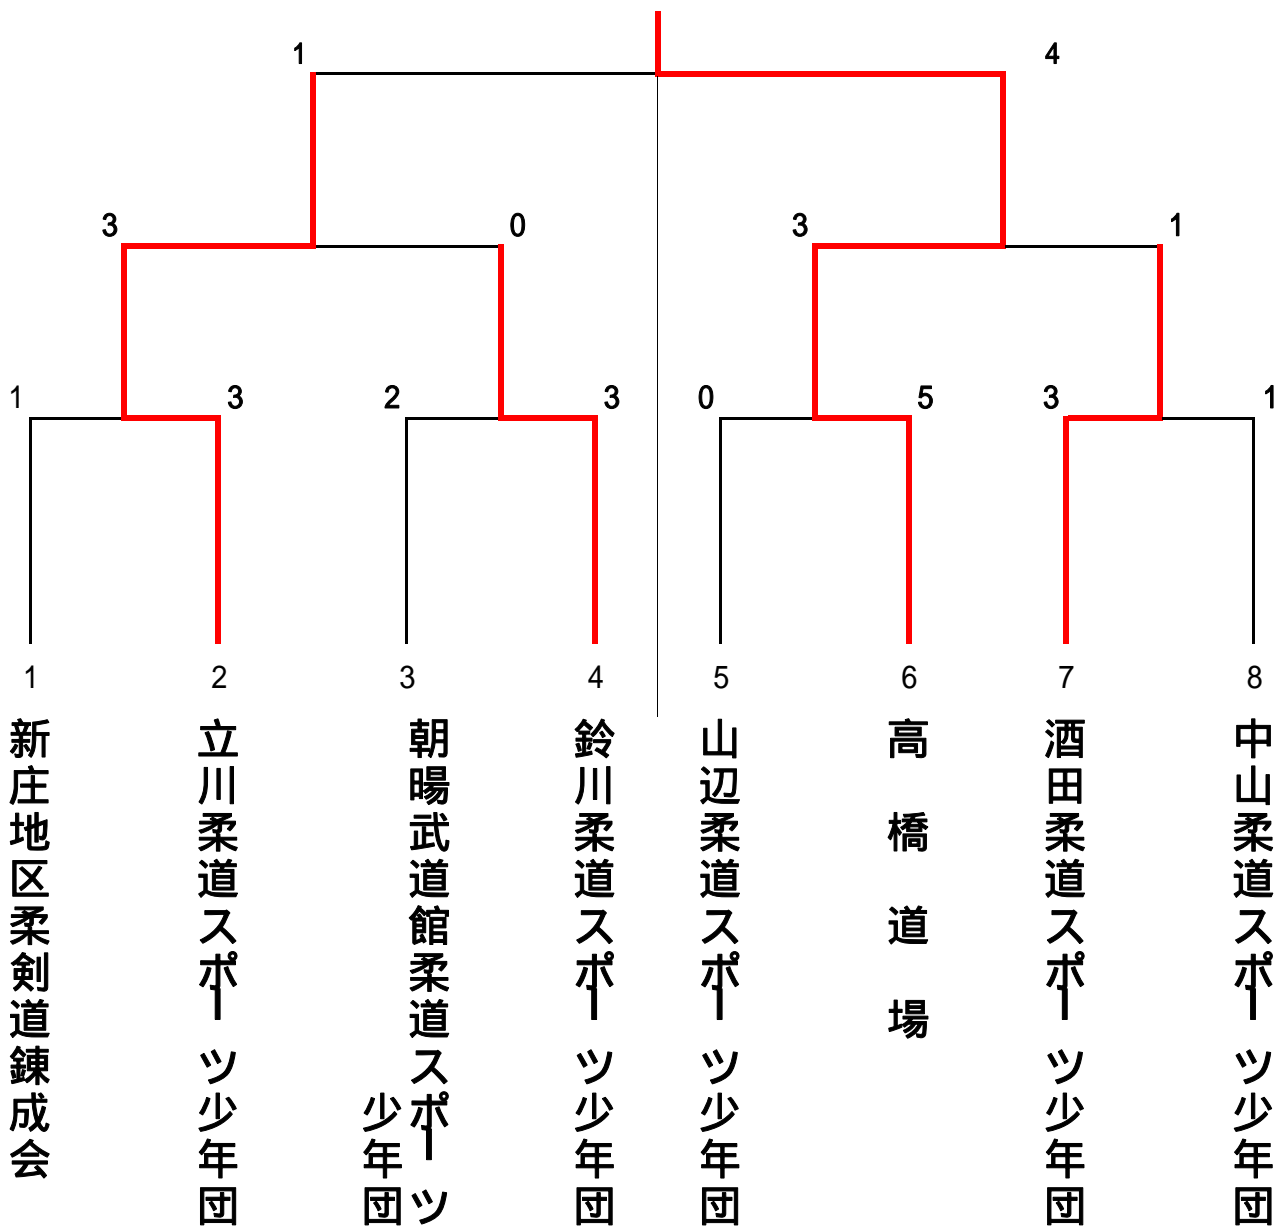 1 4
3 0 3 1
1 3 2 3 0 5 3 1
1 2 3 4 5 6 7 8
新庄地区柔剣道錬成会
立川柔道スポーツ少年団
朝暘武道館柔道スポーツ
少年団
鈴川柔道スポーツ少年団
山辺柔道スポーツ少年団
高橋道場
酒田柔道スポーツ少年団
中山柔道スポーツ少年団